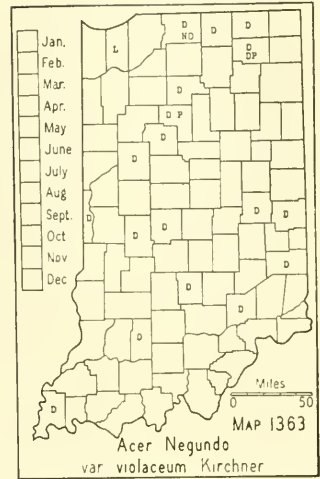 Jan.
Feb.
Mar.
Apr.
May
June
July
Aug
Sept.
Oct
Nov
Dec
L
D
ND
D
D
DP
D
D P
D
D
D
D
D
D
D
D
D
D
D
D
Miles
0 50
MAP 1363
Acer Negundo
var violaceum Kirchner